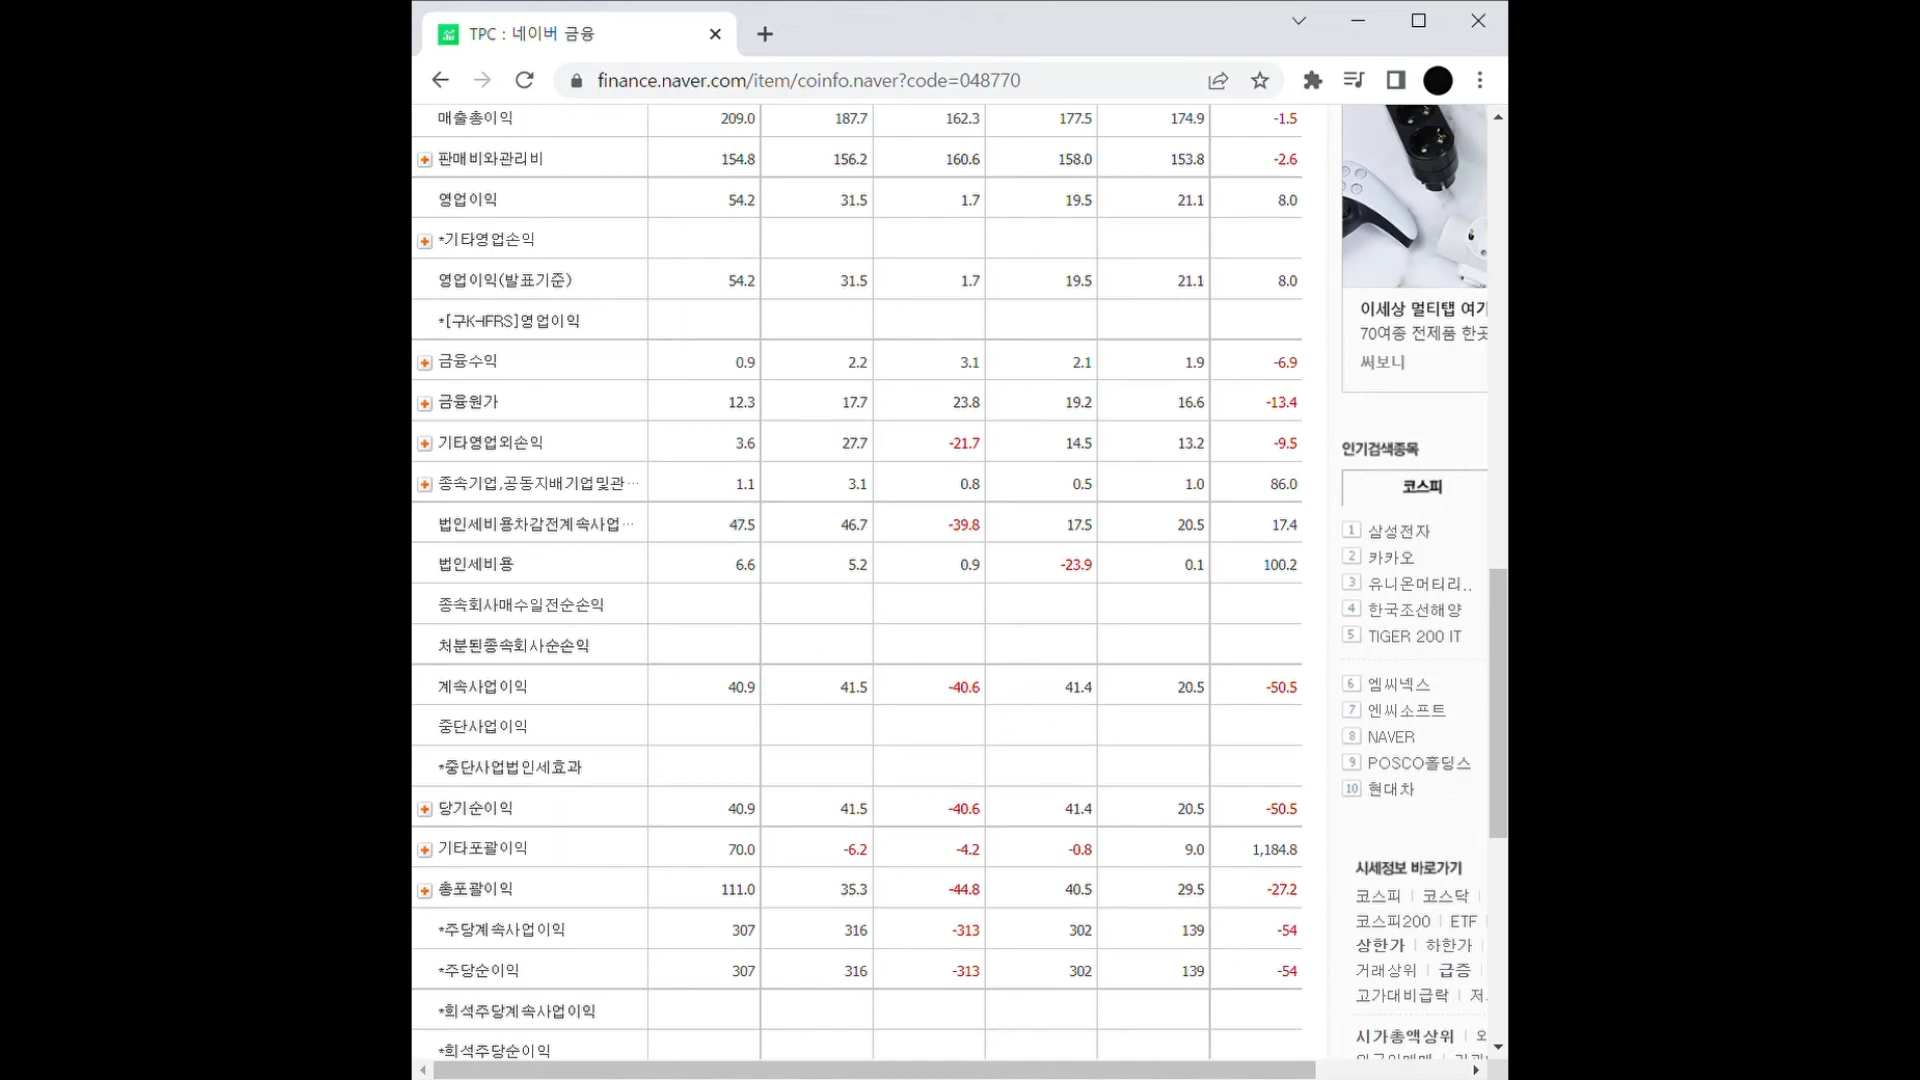 TPC : 네이버 금융
finance.naver.com/item/coinfo.naver?code=048770
매출총이익 209.0 187.7 162.3 177.5 174.9 -1.5
판매비와관리비 154.8 156.2 160.6 158.0 153.8 -2.6
영업이익 54.2 31.5 1.7 19.5 21.1 8.0
*기타영업손익
영업이익(발표기준) 54.2 31.5 1.7 19.5 21.1 8.0
*[구K-IFRS]영업이익
금융수익 0.9 2.2 3.1 2.1 1.9 -6.9
금융원가 12.3 17.7 23.8 19.2 16.6 -13.4
기타영업외손익 3.6 27.7 -21.7 14.5 13.2 -9.5
종속기업,공동지배기업및관… 1.1 3.1 0.8 0.5 1.0 86.0
법인세비용차감전계속사업… 47.5 46.7 -39.8 17.5 20.5 17.4
법인세비용 6.6 5.2 0.9 -23.9 0.1 100.2
종속회사매수일전순손익
처분된종속회사순손익
계속사업이익 40.9 41.5 -40.6 41.4 20.5 -50.5
중단사업이익
*중단사업법인세효과
당기순이익 40.9 41.5 -40.6 41.4 20.5 -50.5
기타포괄이익 70.0 -6.2 -4.2 -0.8 9.0 1,184.8
총포괄이익 111.0 35.3 -44.8 40.5 29.5 -27.2
*주당계속사업이익 307 316 -313 302 139 -54
*주당순이익 307 316 -313 302 139 -54
*희석주당계속사업이익
*희석주당순이익
이세상 멀티탭 여기
70여종 전제품 한곳
써보니
인기검색종목
코스피
1 삼성전자
2 카카오
3 유니온머티리..
4 한국조선해양
5 TIGER 200 IT
6 엠씨넥스
7 엔씨소프트
8 NAVER
9 POSCO홀딩스
10 현대차
시세정보 바로가기
코스피 | 코스닥 |
코스피200 | ETF |
상한가 | 하한가 |
거래상위 | 급증 |
고가대비급락 | 저
시가총액상위 |